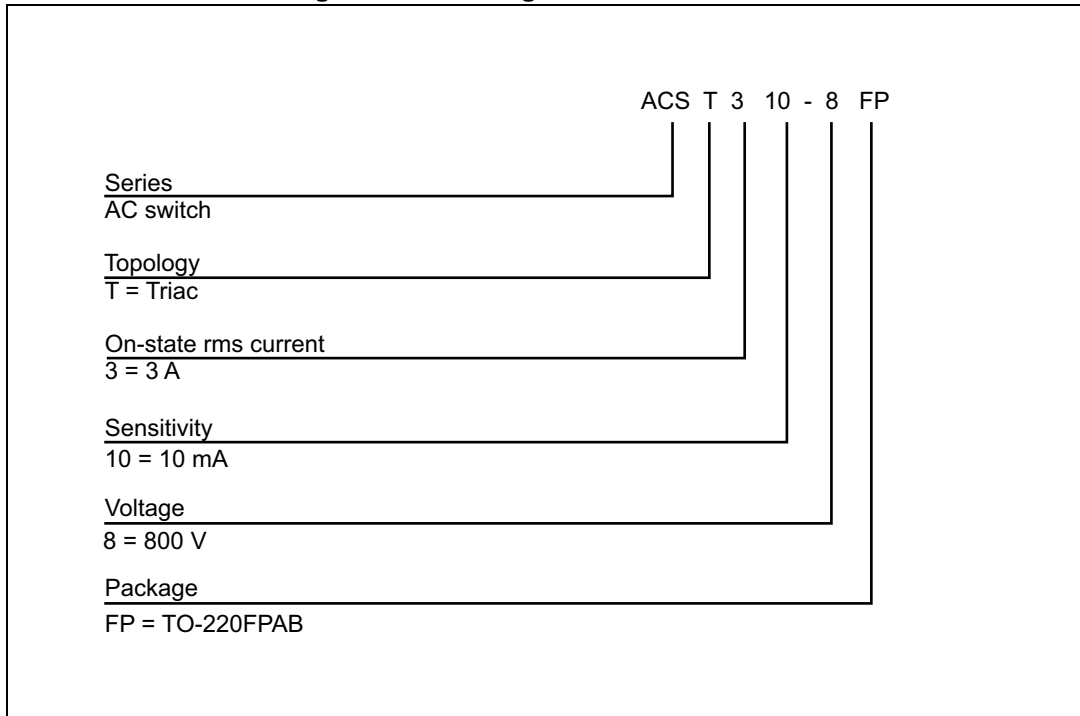 ACS T 3 10 - 8 FP
Series
AC switch
Topology
T = Triac
On-state rms current
3 = 3 A
Sensitivity
10 = 10 mA
Voltage
8 = 800 V
Package
FP = TO-220FPAB